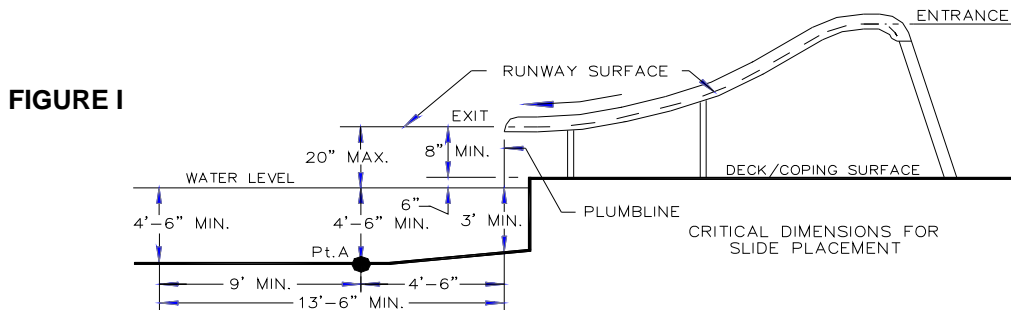 ENTRANCE
RUNWAY SURFACE
FIGURE I
EXIT
20" MAX.
8" MIN.
WATER LEVEL
DECK/COPING SURFACE
6"
PLUMBLINE
4'-6" MIN.
4'-6" MIN.
3' MIN.
CRITICAL DIMENSIONS FOR
SLIDE PLACEMENT
Pt.A
9' MIN.
4'-6"
13'-6" MIN.